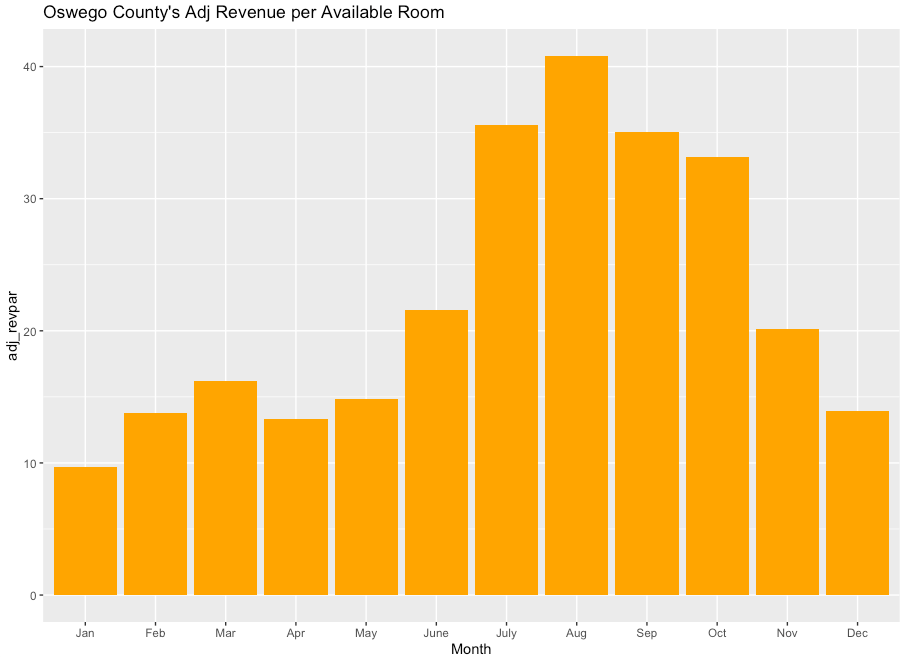 Oswego County's Adj Revenue per Available Room
adj_revpar
40
30
20
10
0
Jan Feb Mar Apr May June July Aug Sep Oct Nov Dec
Month